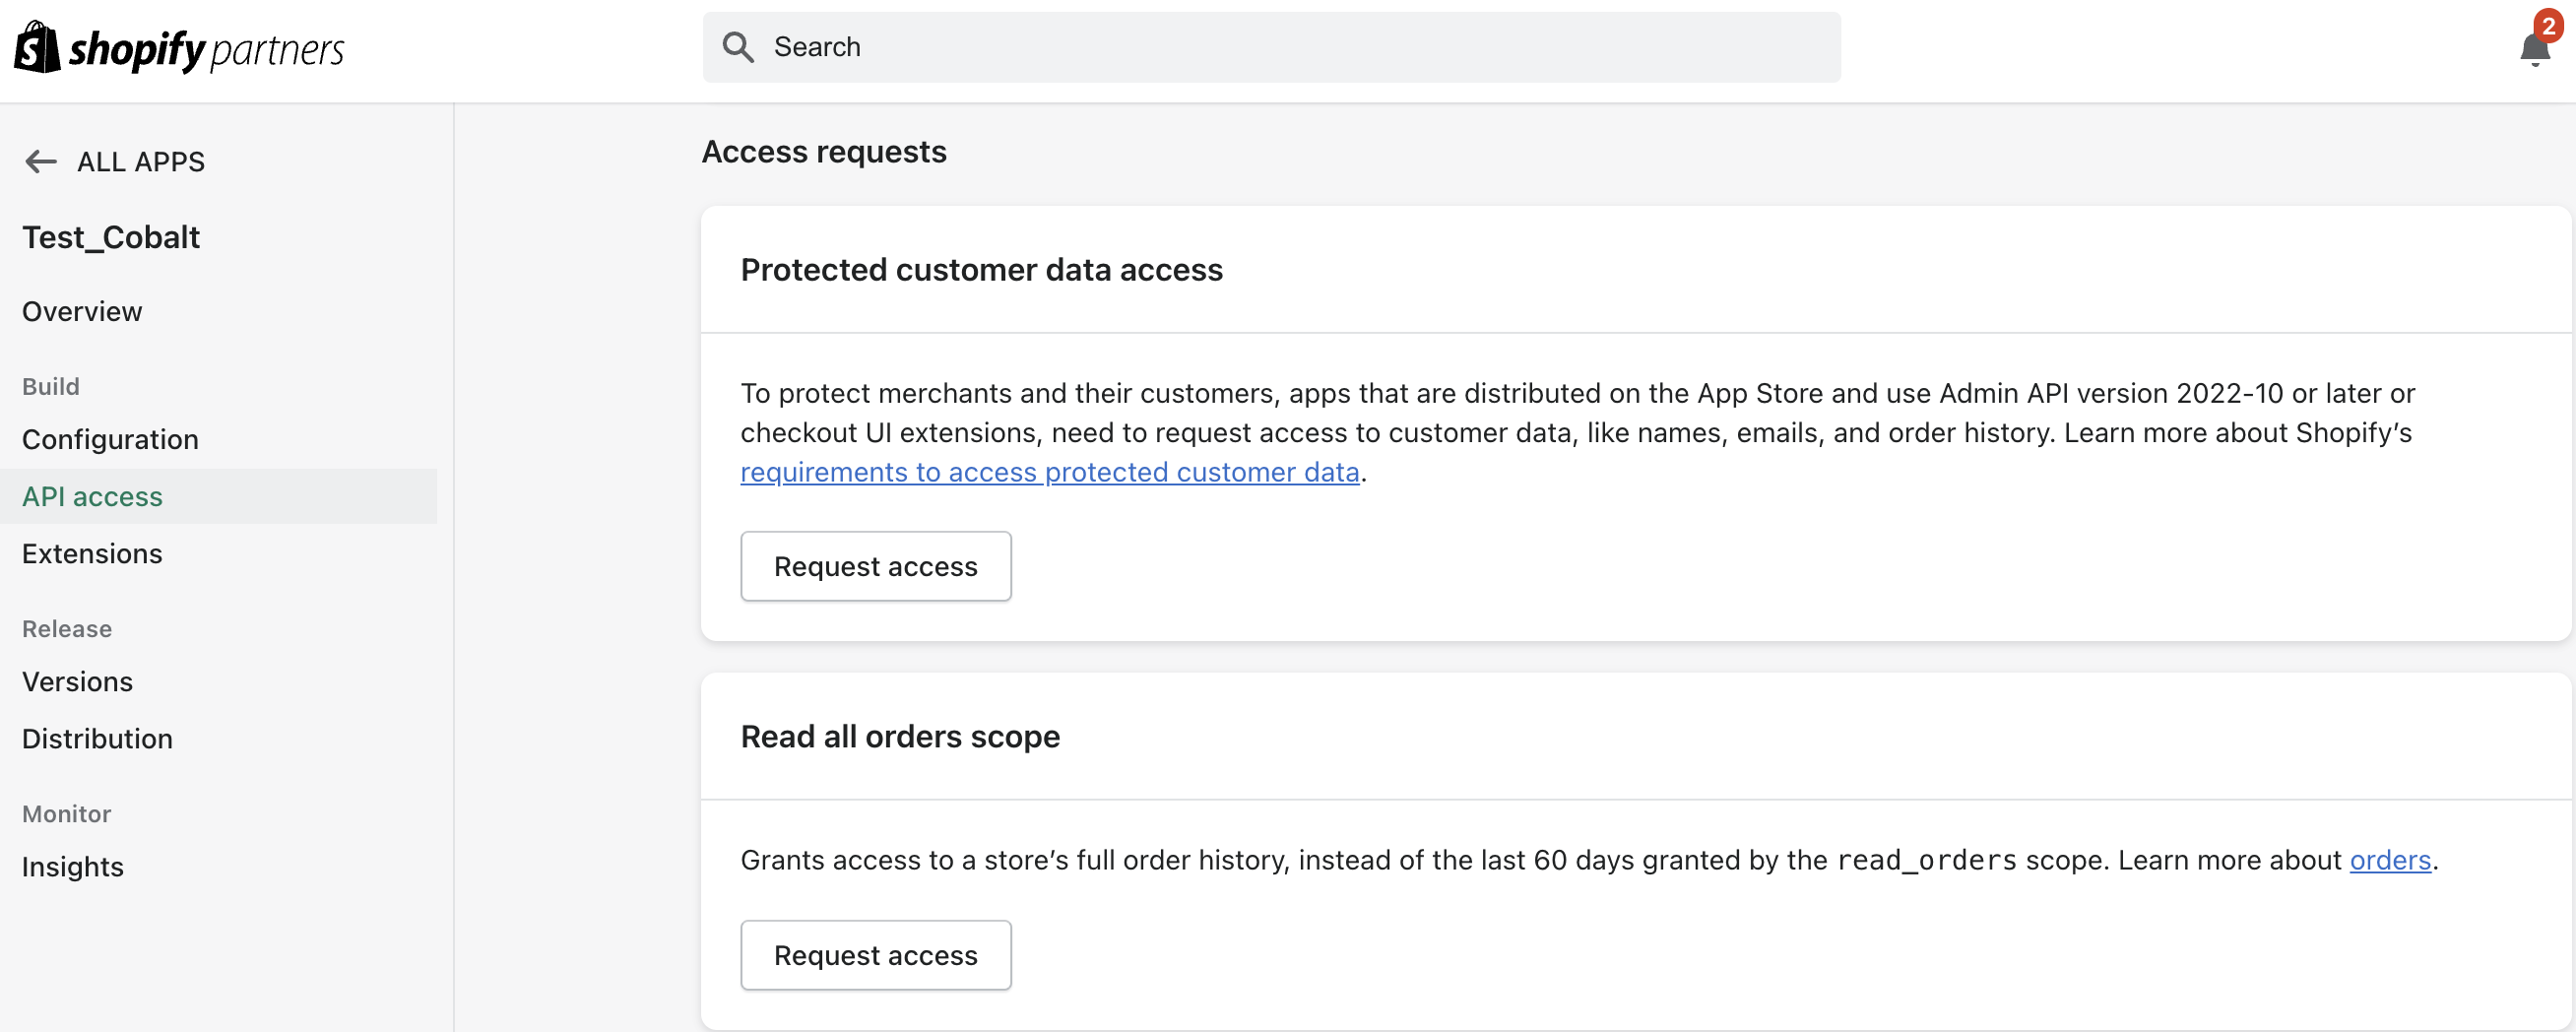 shopify partners
Search
2
ALL APPS
Test_Cobalt
Overview
Build
Configuration
API access
Extensions
Release
Versions
Distribution
Monitor
Insights
Access requests
Protected customer data access
To protect merchants and their customers, apps that are distributed on the App Store and use Admin API version 2022-10 or later or
checkout UI extensions, need to request access to customer data, like names, emails, and order history. Learn more about Shopify’s
requirements to access protected customer data.
Request access
Read all orders scope
Grants access to a store’s full order history, instead of the last 60 days granted by the read_orders scope. Learn more about orders.
Request access